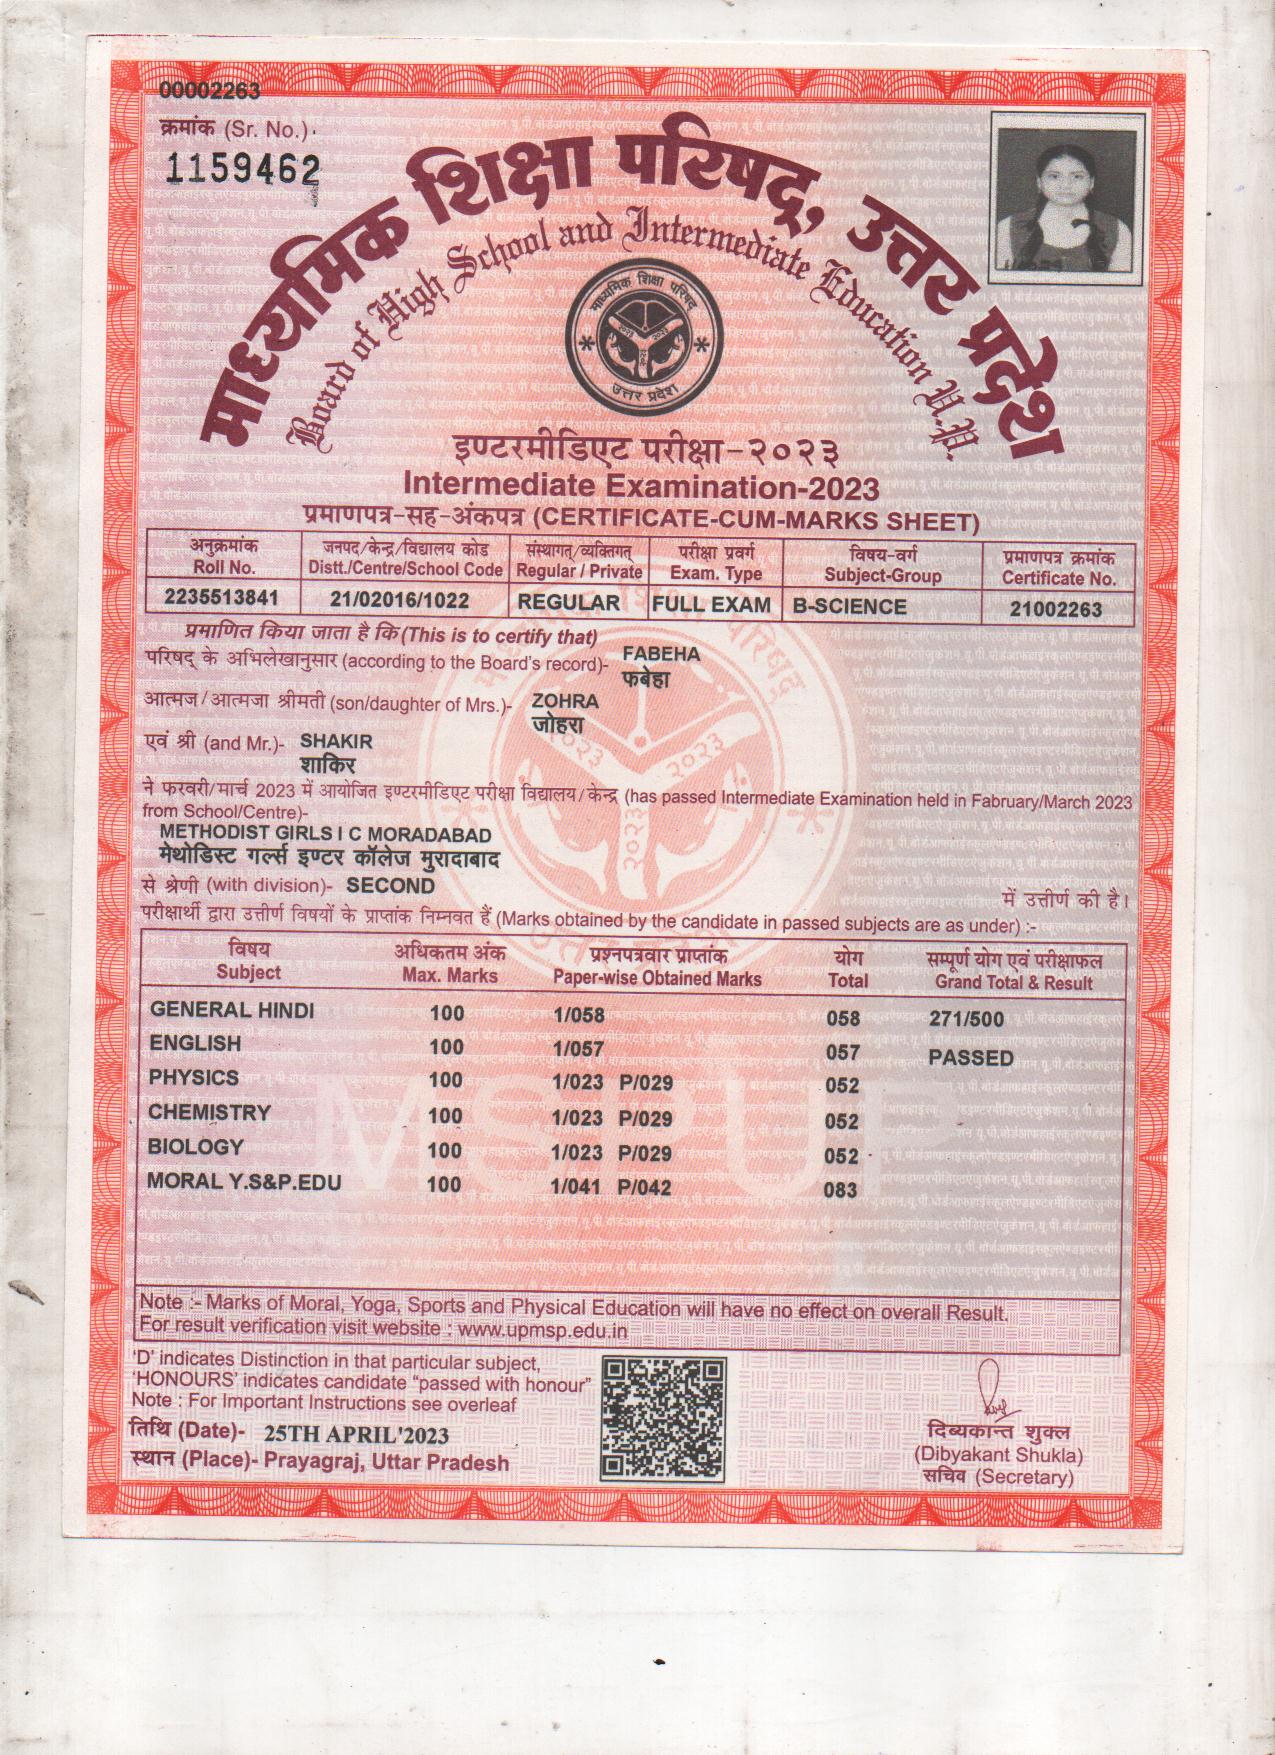 00002263
क्रमांक (Sr. No.)
1159462
माध्यमिक शिक्षा परिषद्, उत्तर प्रदेश
Board of High School and Intermediate Education U.P.
माध्यमिक शिक्षा परिषद
उत्तर प्रदेश
इण्टरमीडिएट परीक्षा-२०२३
Intermediate Examination-2023
प्रमाणपत्र-सह-अंकपत्र (CERTIFICATE-CUM-MARKS SHEET)
अनुक्रमांक जनपद/केन्द्र/विद्यालय कोड संस्थागत्/व्यक्तिगत् परीक्षा प्रवर्ग विषय-वर्ग प्रमाणपत्र क्रमांक
Roll No. Distt./Centre/School Code Regular / Private Exam. Type Subject-Group Certificate No.
2235513841 21/02016/1022 REGULAR FULL EXAM B-SCIENCE 21002263
प्रमाणित किया जाता है कि (This is to certify that)
परिषद् के अभिलेखानुसार (according to the Board's record)- FABEHA
फबेहा
आत्मज/आत्मजा श्रीमती (son/daughter of Mrs.)- ZOHRA
जोहरा
एवं श्री (and Mr.)- SHAKIR
शाकिर
ने फरवरी/मार्च 2023 में आयोजित इण्टरमीडिएट परीक्षा विद्यालय/केन्द्र (has passed Intermediate Examination held in Fabruary/March 2023
from School/Centre)-
METHODIST GIRLS I C MORADABAD
मेथोडिस्ट गर्ल्स इण्टर कॉलेज मुरादाबाद
से श्रेणी (with division)- SECOND में उत्तीर्ण की है।
परीक्षार्थी द्वारा उत्तीर्ण विषयों के प्राप्तांक निम्नवत हैं (Marks obtained by the candidate in passed subjects are as under) :-
विषय अधिकतम अंक प्रश्नपत्रवार प्राप्तांक योग सम्पूर्ण योग एवं परीक्षाफल
Subject Max. Marks Paper-wise Obtained Marks Total Grand Total & Result
GENERAL HINDI 100 1/058 058 271/500
ENGLISH 100 1/057 057 PASSED
PHYSICS 100 1/023 P/029 052
CHEMISTRY 100 1/023 P/029 052
BIOLOGY 100 1/023 P/029 052
MORAL Y.S&P.EDU 100 1/041 P/042 083
Note :- Marks of Moral, Yoga, Sports and Physical Education will have no effect on overall Result.
For result verification visit website : www.upmsp.edu.in
'D' indicates Distinction in that particular subject,
'HONOURS' indicates candidate "passed with honour"
Note : For Important Instructions see overleaf
तिथि (Date)- 25TH APRIL'2023
स्थान (Place)- Prayagraj, Uttar Pradesh
दिव्यकान्त शुक्ल
(Dibyakant Shukla)
सचिव (Secretary)